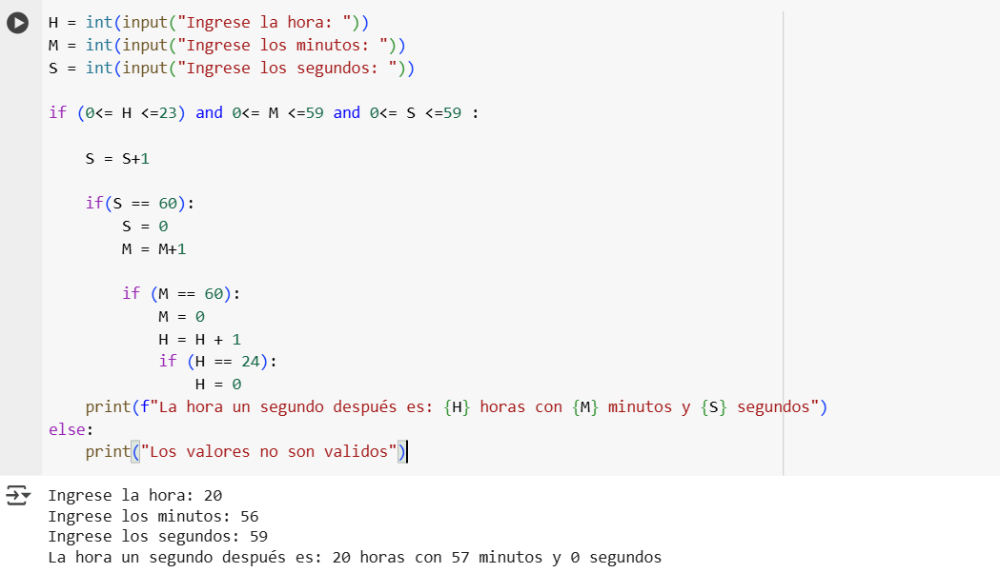 H = int(input("Ingrese la hora: "))
M = int(input("Ingrese los minutos: "))
S = int(input("Ingrese los segundos: "))
if (0<= H <=23) and 0<= M <=59 and 0<= S <=59 :
    S = S+1
    if(S == 60):
        S = 0
        M = M+1
        if (M == 60):
            M = 0
            H = H + 1
            if (H == 24):
                H = 0
    print(f"La hora un segundo después es: {H} horas con {M} minutos y {S} segundos")
else:
    print("Los valores no son validos")
Ingrese la hora: 20
Ingrese los minutos: 56
Ingrese los segundos: 59
La hora un segundo después es: 20 horas con 57 minutos y 0 segundos